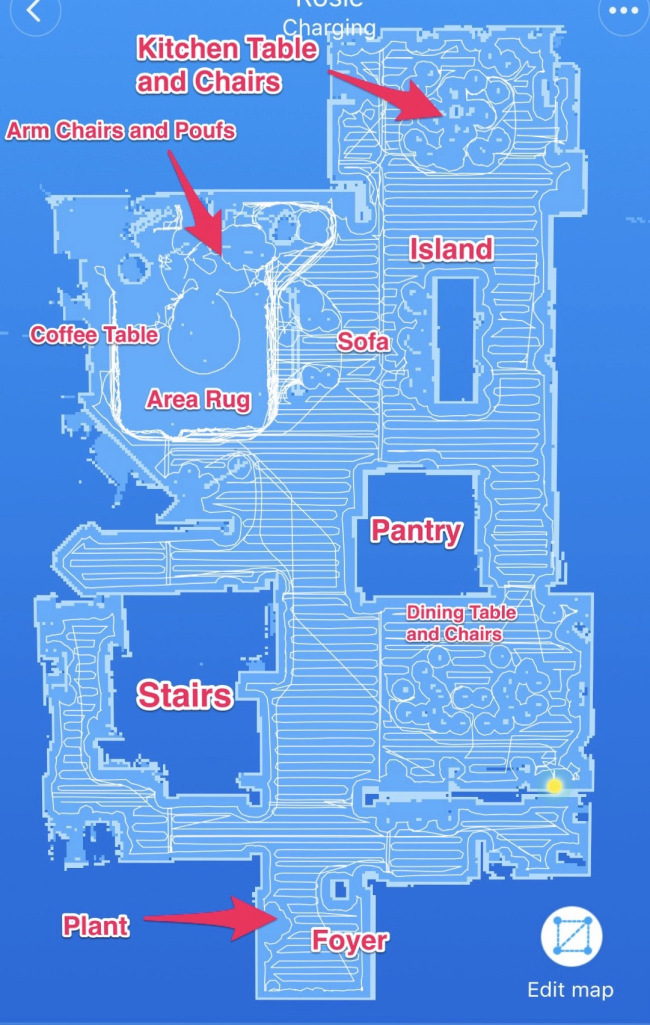 Rosie
Charging
Kitchen Table
and Chairs
Arm Chairs and Poufs
Island
Coffee Table
Sofa
Area Rug
Pantry
Dining Table
and Chairs
Stairs
Plant
Foyer
Edit map